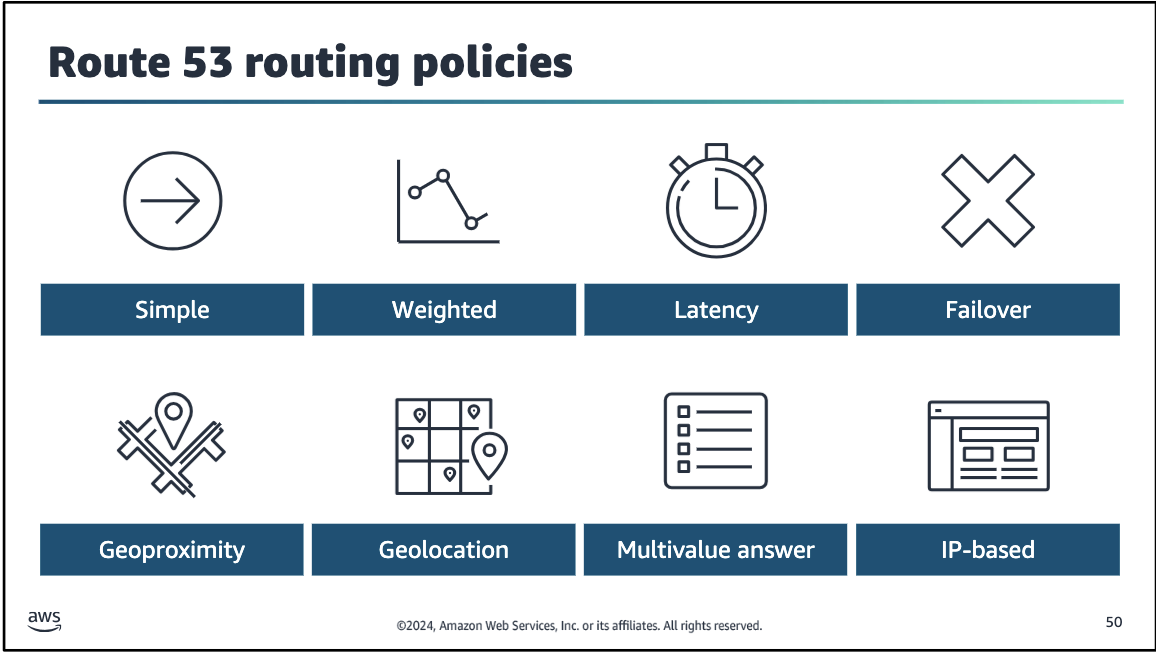 Route 53 routing policies
Simple
Weighted
Latency
Failover
Geoproximity
Geolocation
Multivalue answer
IP-based
aws
©2024, Amazon Web Services, Inc. or its affiliates. All rights reserved.
50